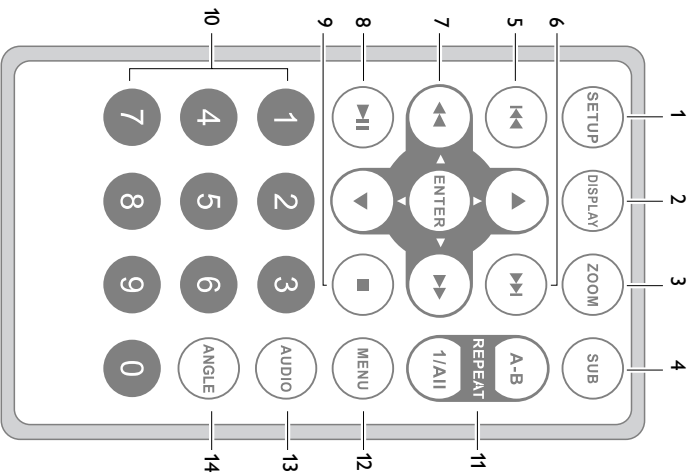 1 2 3 4
SETUP DISPLAY ZOOM SUB
6
5 A-B
REPEAT 11
7 ENTER 1/All
8 MENU 12
9
1 2 3 AUDIO 13
10 4 5 6 ANGLE 14
7 8 9 0